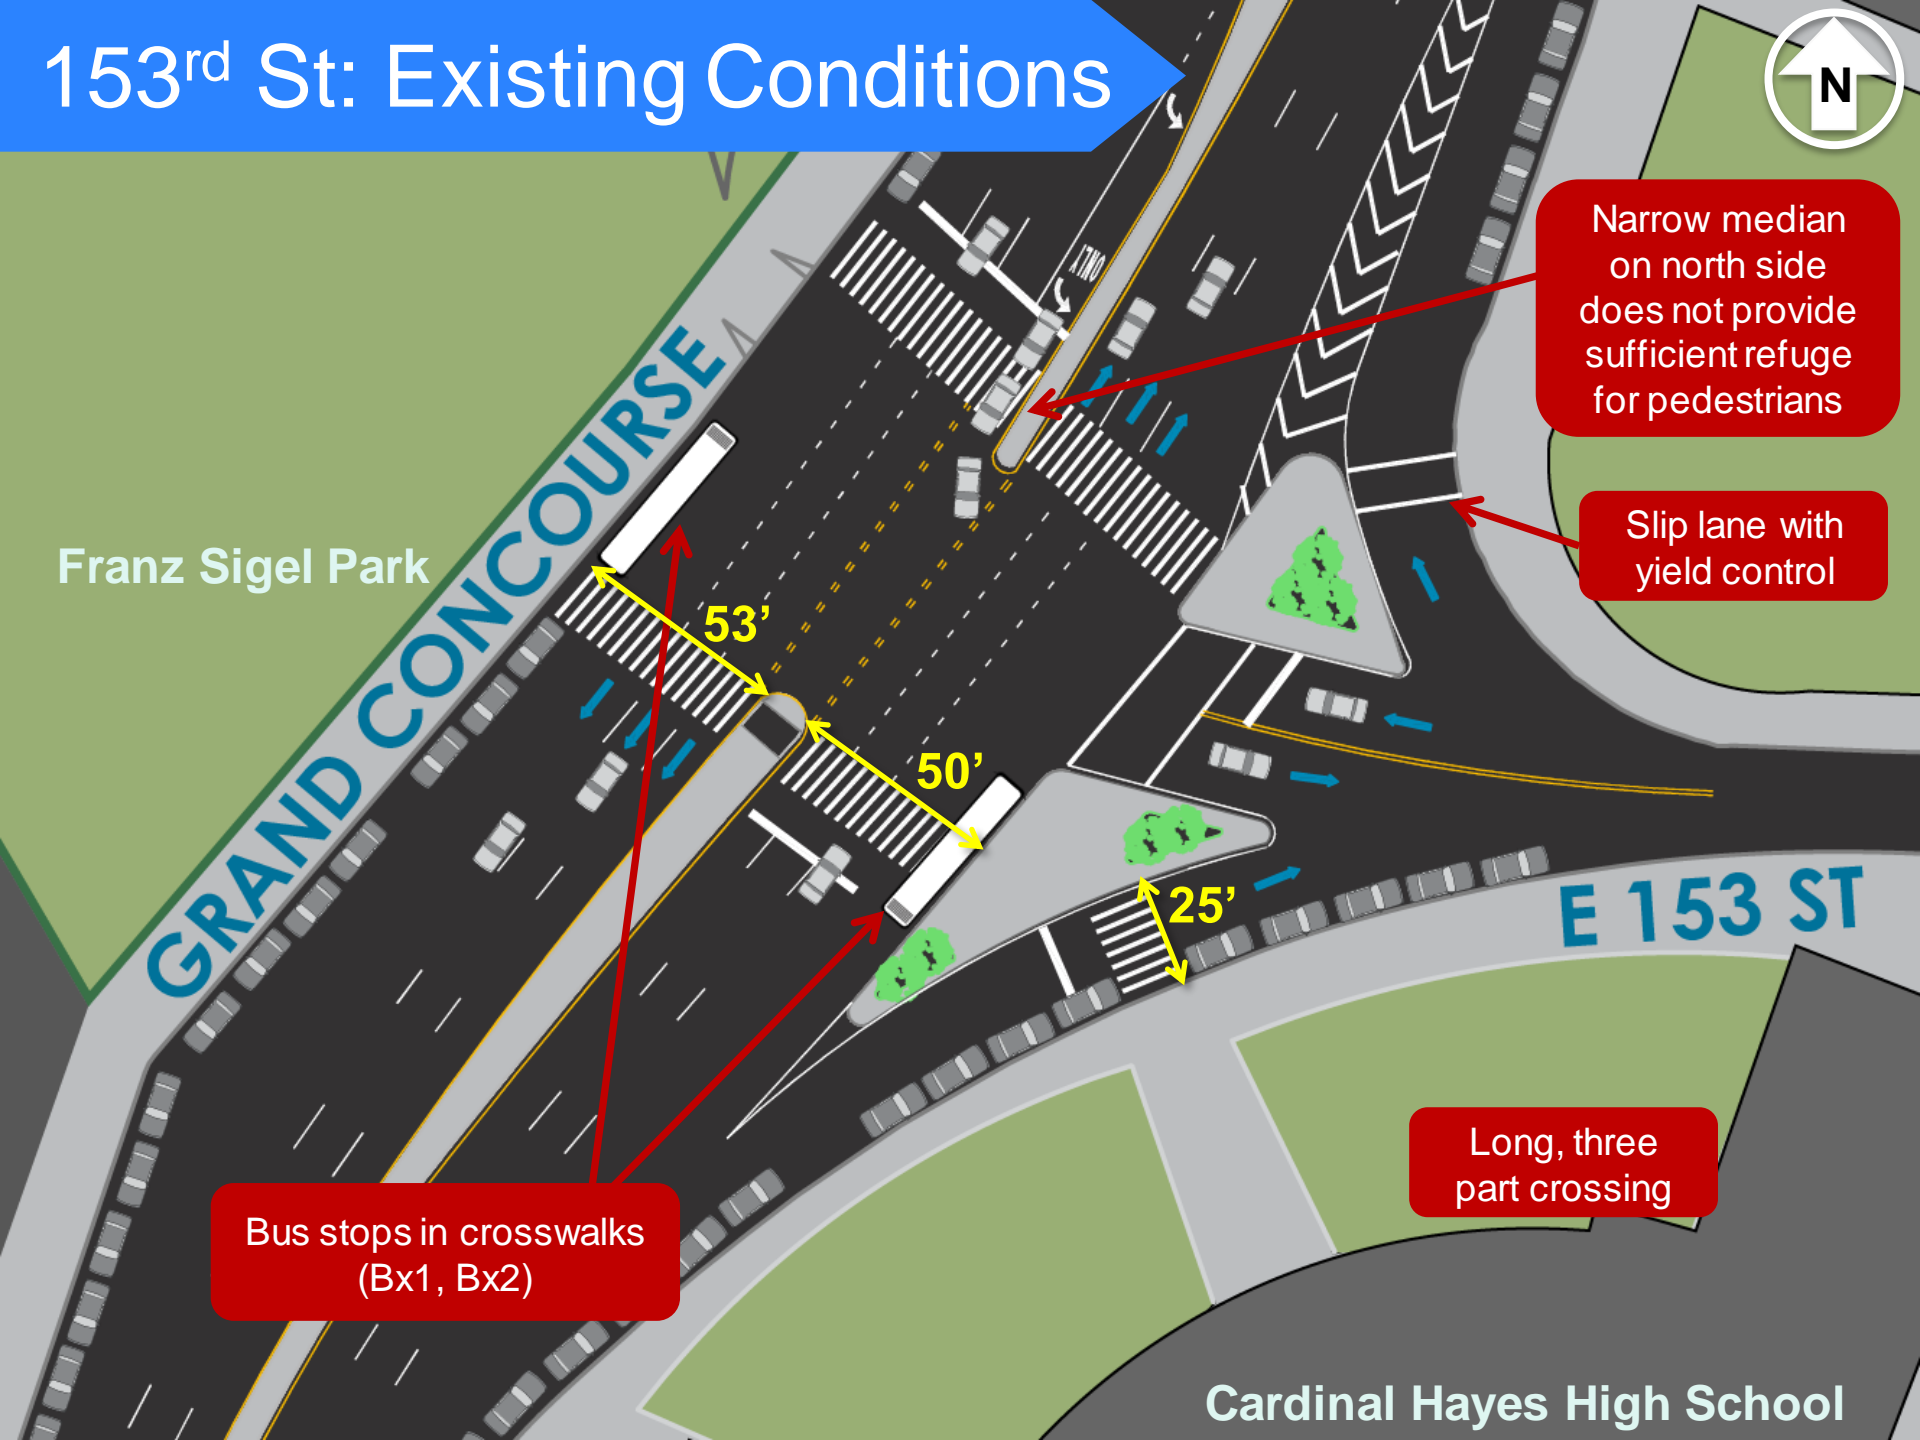 153rd St: Existing Conditions
N
Narrow median
on north side
does not provide
sufficient refuge
for pedestrians
ONLY
GRAND CONCOURSE
Slip lane with
yield control
Franz Sigel Park
53’
50’
25’
E 153 ST
Long, three
part crossing
Bus stops in crosswalks
(Bx1, Bx2)
Cardinal Hayes High School